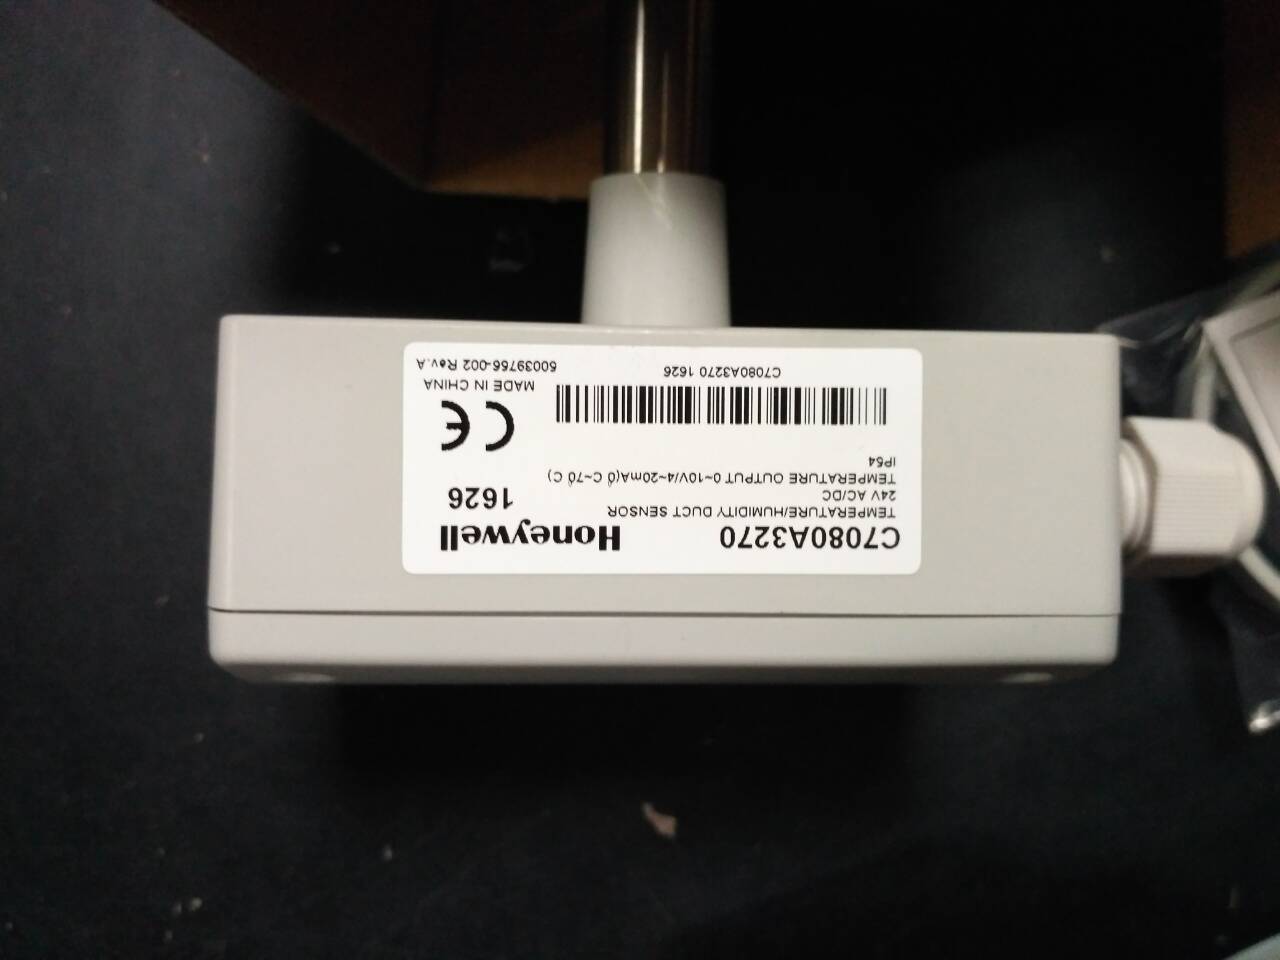 C7080A3270 Honeywell
TEMPERATURE/HUMIDITY DUCT SENSOR
24V AC/DC 1626
TEMPERATURE OUTPUT 0~10V/4~20mA(0°C~70°C)
IP54
CE
MADE IN CHINA
C7080A3270 1626 50039756-002 Rev.A